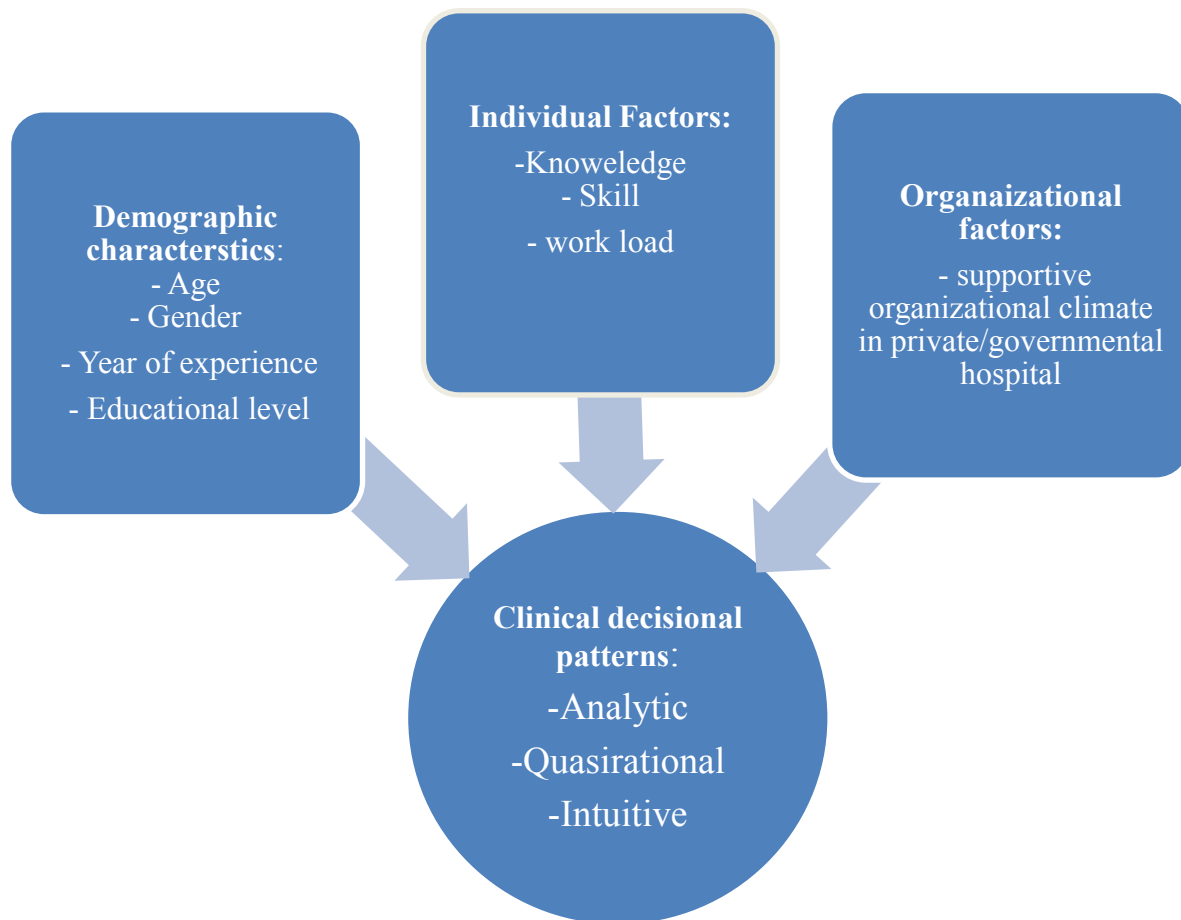 Demographic
characterstics:
- Age
- Gender
- Year of experience
- Educational level
Individual Factors:
-Knoweledge
- Skill
- work load
Organaizational
factors:
- supportive
organizational climate
in private/governmental
hospital
Clinical decisional
patterns:
-Analytic
-Quasirational
-Intuitive